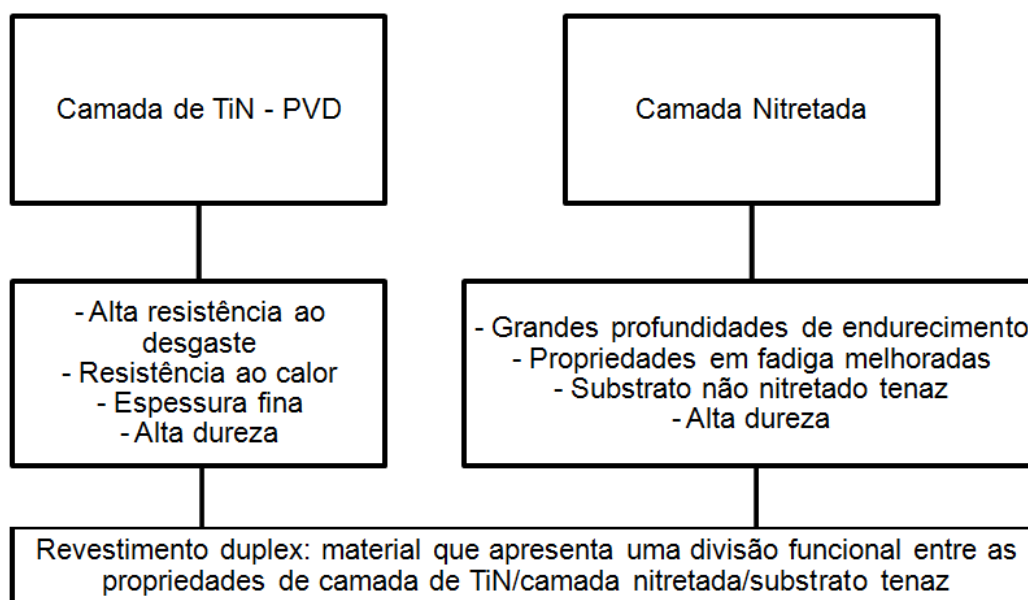 Camada de TiN - PVD
Camada Nitretada
- Alta resistência ao
desgaste
- Resistência ao calor
- Espessura fina
- Alta dureza
- Grandes profundidades de endurecimento
- Propriedades em fadiga melhoradas
- Substrato não nitretado tenaz
- Alta dureza
Revestimento duplex: material que apresenta uma divisão funcional entre as
propriedades de camada de TiN/camada nitretada/substrato tenaz